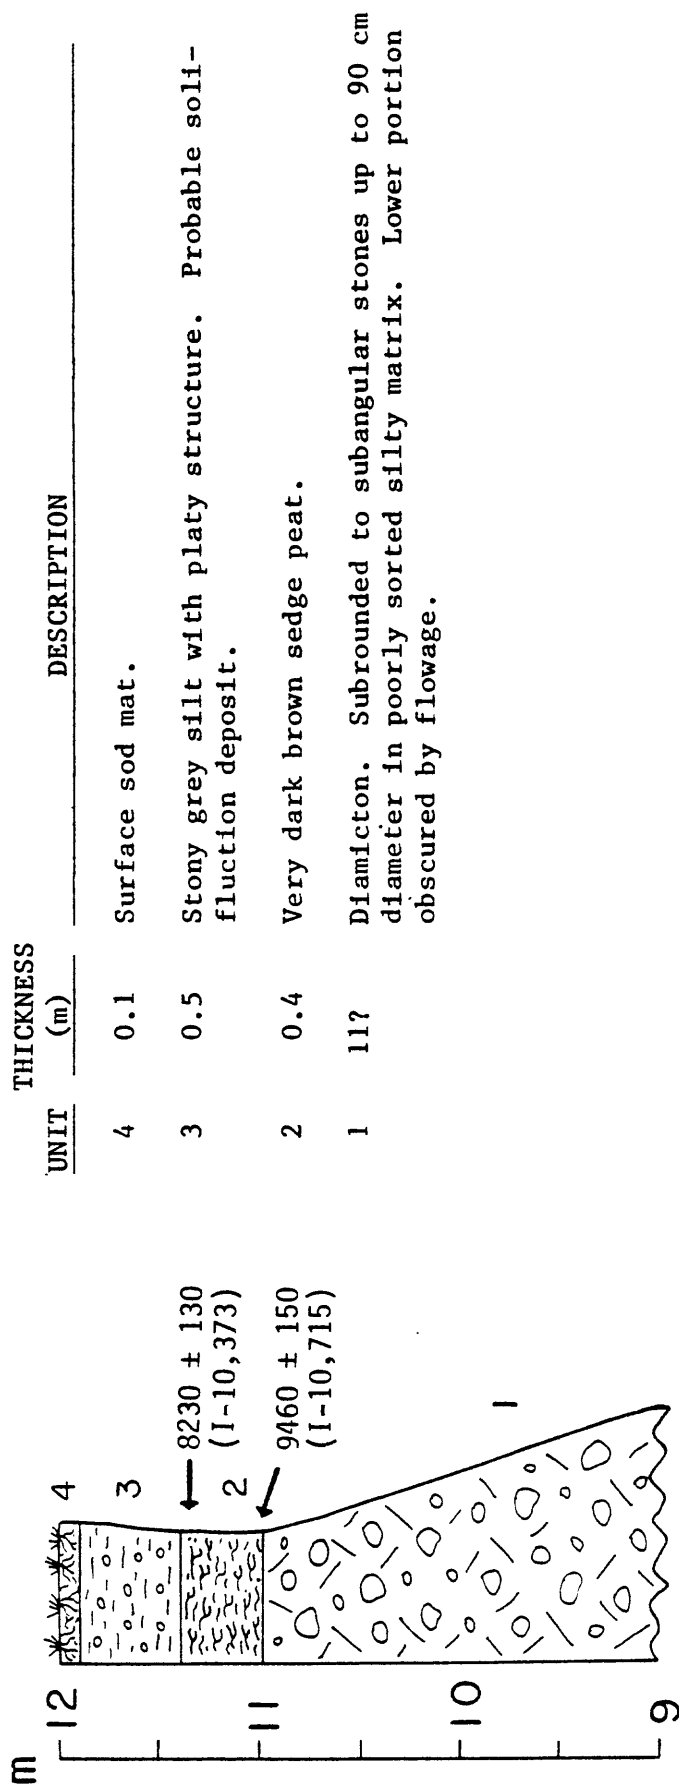 m
12
11
10
9
4
3
2
1
8230 ± 130
(I-10,373)
9460 ± 150
(I-10,715)
UNIT THICKNESS (m) DESCRIPTION
4 0.1 Surface sod mat.
3 0.5 Stony grey silt with platy structure. Probable soli-
fluction deposit.
2 0.4 Very dark brown sedge peat.
1 11? Diamicton. Subrounded to subangular stones up to 90 cm
diameter in poorly sorted silty matrix. Lower portion
obscured by flowage.